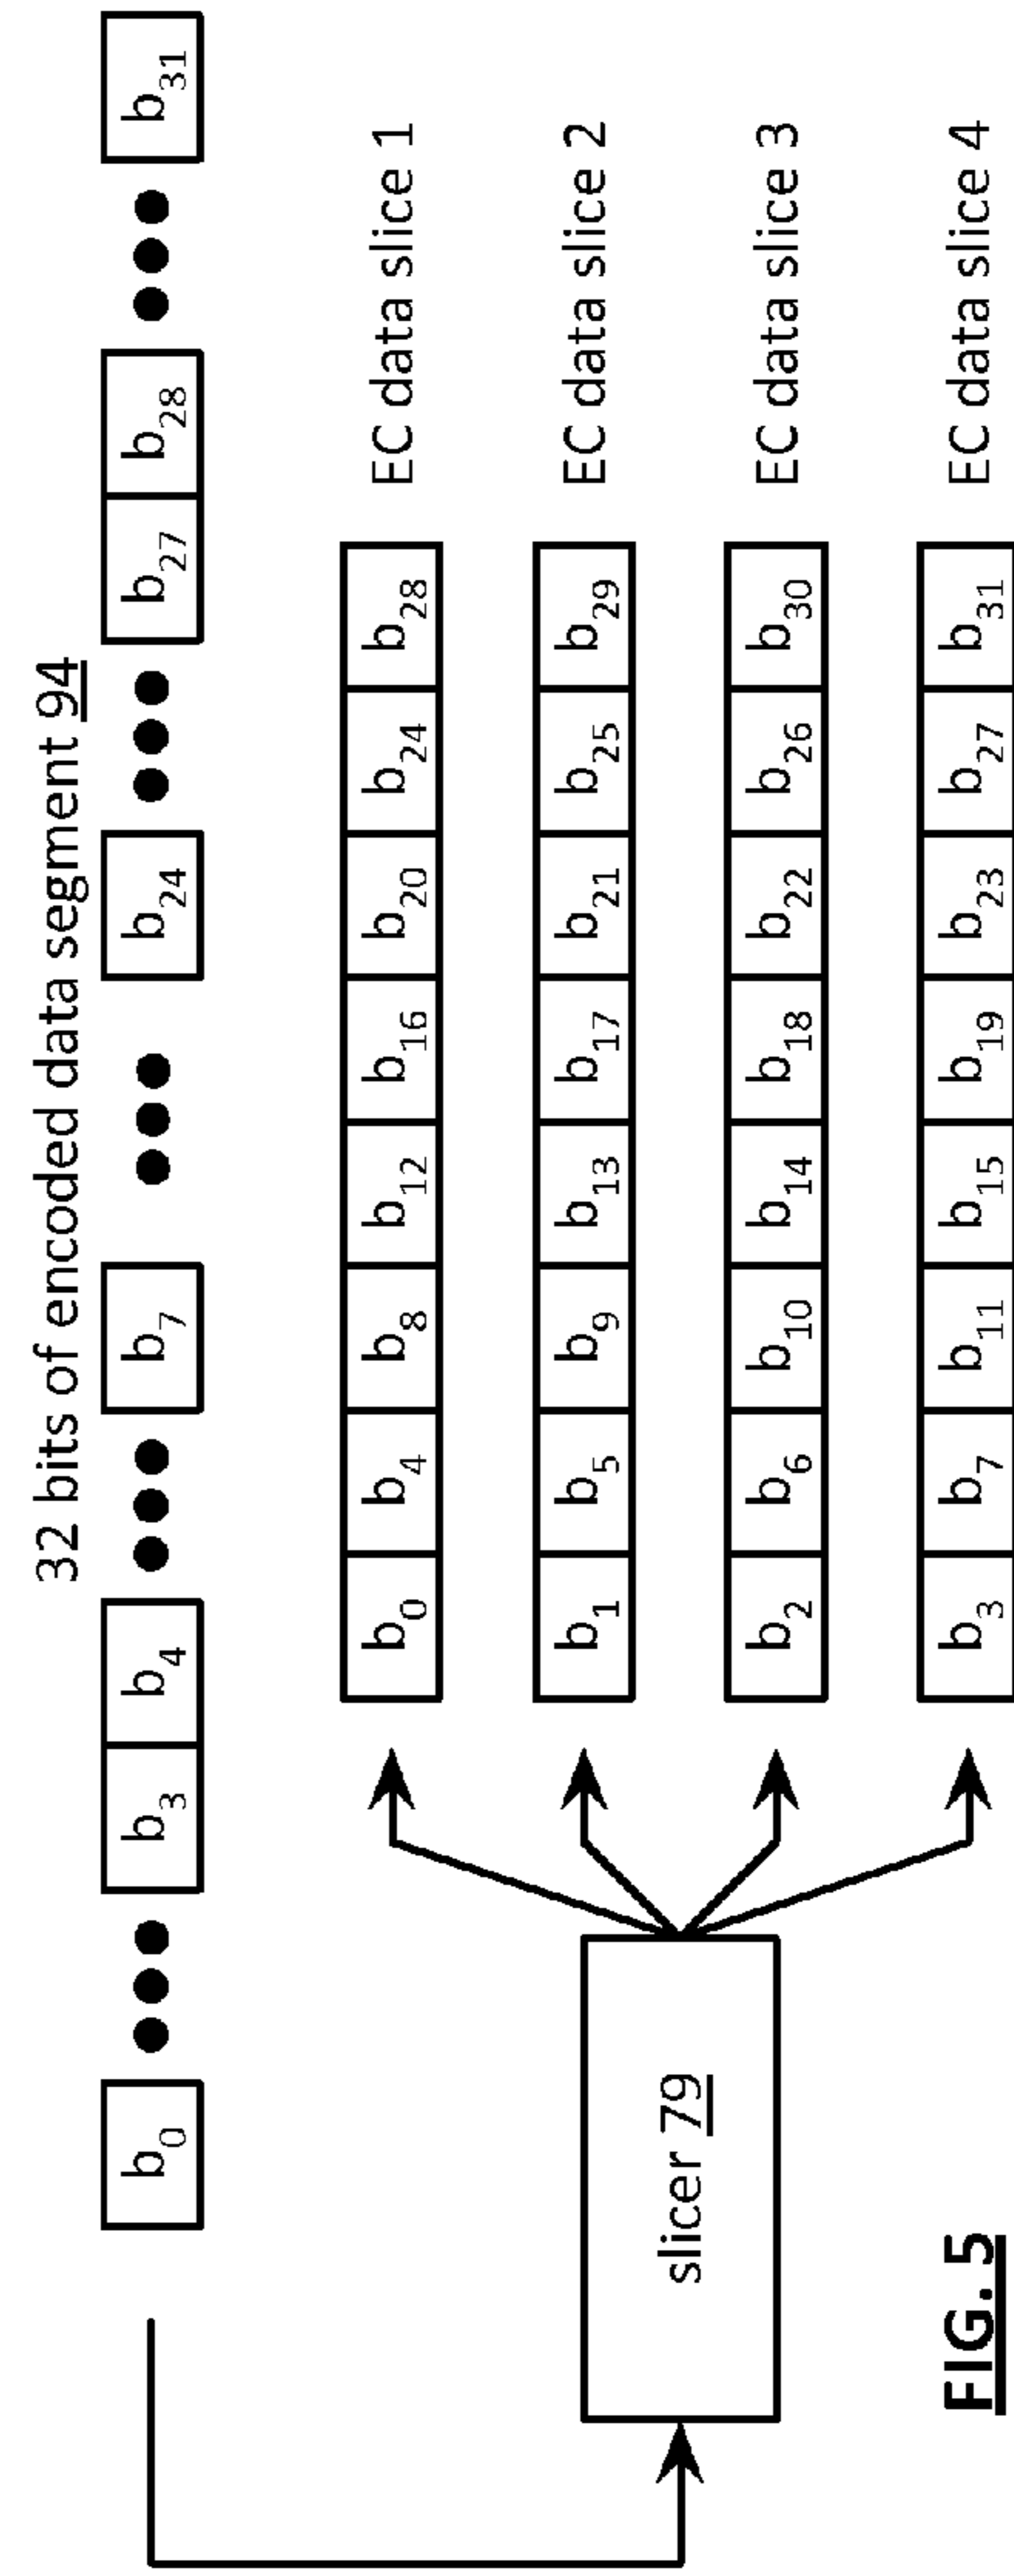 32 bits of encoded data segment 94
b0 ●●● b3 b4 ●●● b7 ●●● b24 ●●● b27 b28 ●●● b31
b0 b4 b8 b12 b16 b20 b24 b28 EC data slice 1
b1 b5 b9 b13 b17 b21 b25 b29 EC data slice 2
slicer 79
b2 b6 b10 b14 b18 b22 b26 b30 EC data slice 3
b3 b7 b11 b15 b19 b23 b27 b31 EC data slice 4
FIG. 5